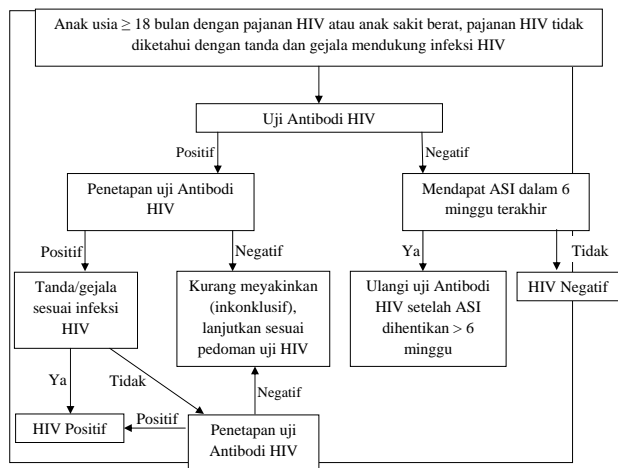 Anak usia ≥ 18 bulan dengan pajanan HIV atau anak sakit berat, pajanan HIV tidak
diketahui dengan tanda dan gejala mendukung infeksi
HIV
Uji Antibodi HIV
Positif
Negatif
Penetapan uji Antibodi
HIV
Mendapat ASI dalam 6
minggu terakhir
Positif
Negatif
Ya
Tidak
Tanda/gejala
sesuai infeksi
HIV
Kurang meyakinkan
(inkonklusif),
lanjutkan sesuai
pedoman uji HIV
Ulangi uji Antibodi
HIV setelah ASI
dihentikan > 6
minggu
HIV Negatif
Ya
Tidak
Negatif
HIV Positif
Positif
Penetapan uji
Antibodi HIV